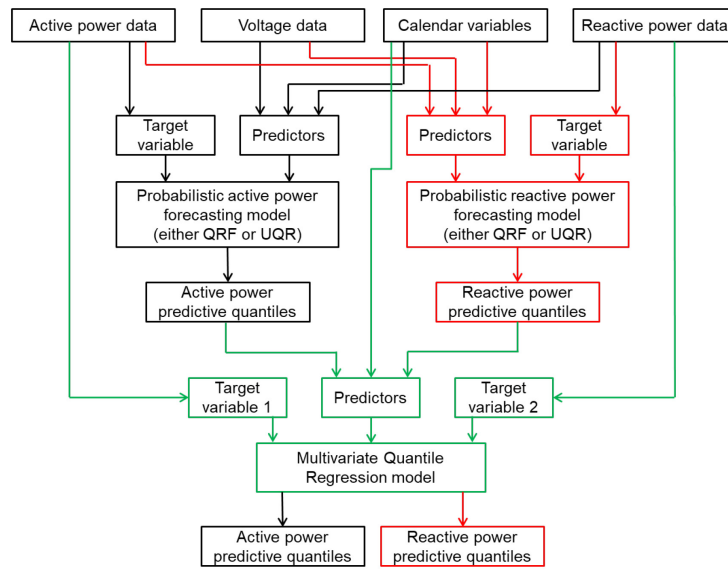 Active power data
Voltage data
Calendar variables
Reactive power data
Target
variable
Predictors
Predictors
Target
variable
Probabilistic active power
forecasting model
(either QRF or UQR)
Probabilistic reactive power
forecasting model
(either QRF or UQR)
Active power
predictive quantiles
Reactive power
predictive quantiles
Target
variable 1
Predictors
Target
variable 2
Multivariate Quantile
Regression model
Active power
predictive quantiles
Reactive power
predictive quantiles